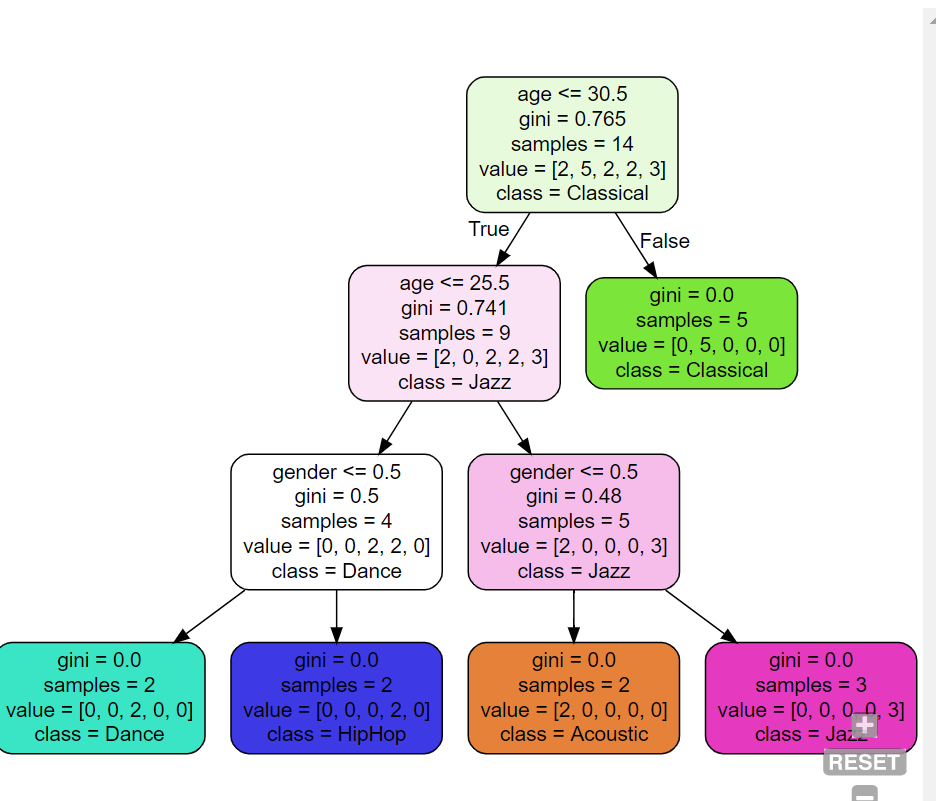 age <= 30.5
gini = 0.765
samples = 14
value = [2, 5, 2, 2, 3]
class = Classical
True
False
age <= 25.5
gini = 0.741
samples = 9
value = [2, 0, 2, 2, 3]
class = Jazz
gini = 0.0
samples = 5
value = [0, 5, 0, 0, 0]
class = Classical
gender <= 0.5
gini = 0.5
samples = 4
value = [0, 0, 2, 2, 0]
class = Dance
gender <= 0.5
gini = 0.48
samples = 5
value = [2, 0, 0, 0, 3]
class = Jazz
gini = 0.0
samples = 2
value = [0, 0, 2, 0, 0]
class = Dance
gini = 0.0
samples = 2
value = [0, 0, 0, 2, 0]
class = HipHop
gini = 0.0
samples = 2
value = [2, 0, 0, 0, 0]
class = Acoustic
gini = 0.0
samples = 3
value = [0, 0, 0, 0, 3]
class = Jazz
RESET